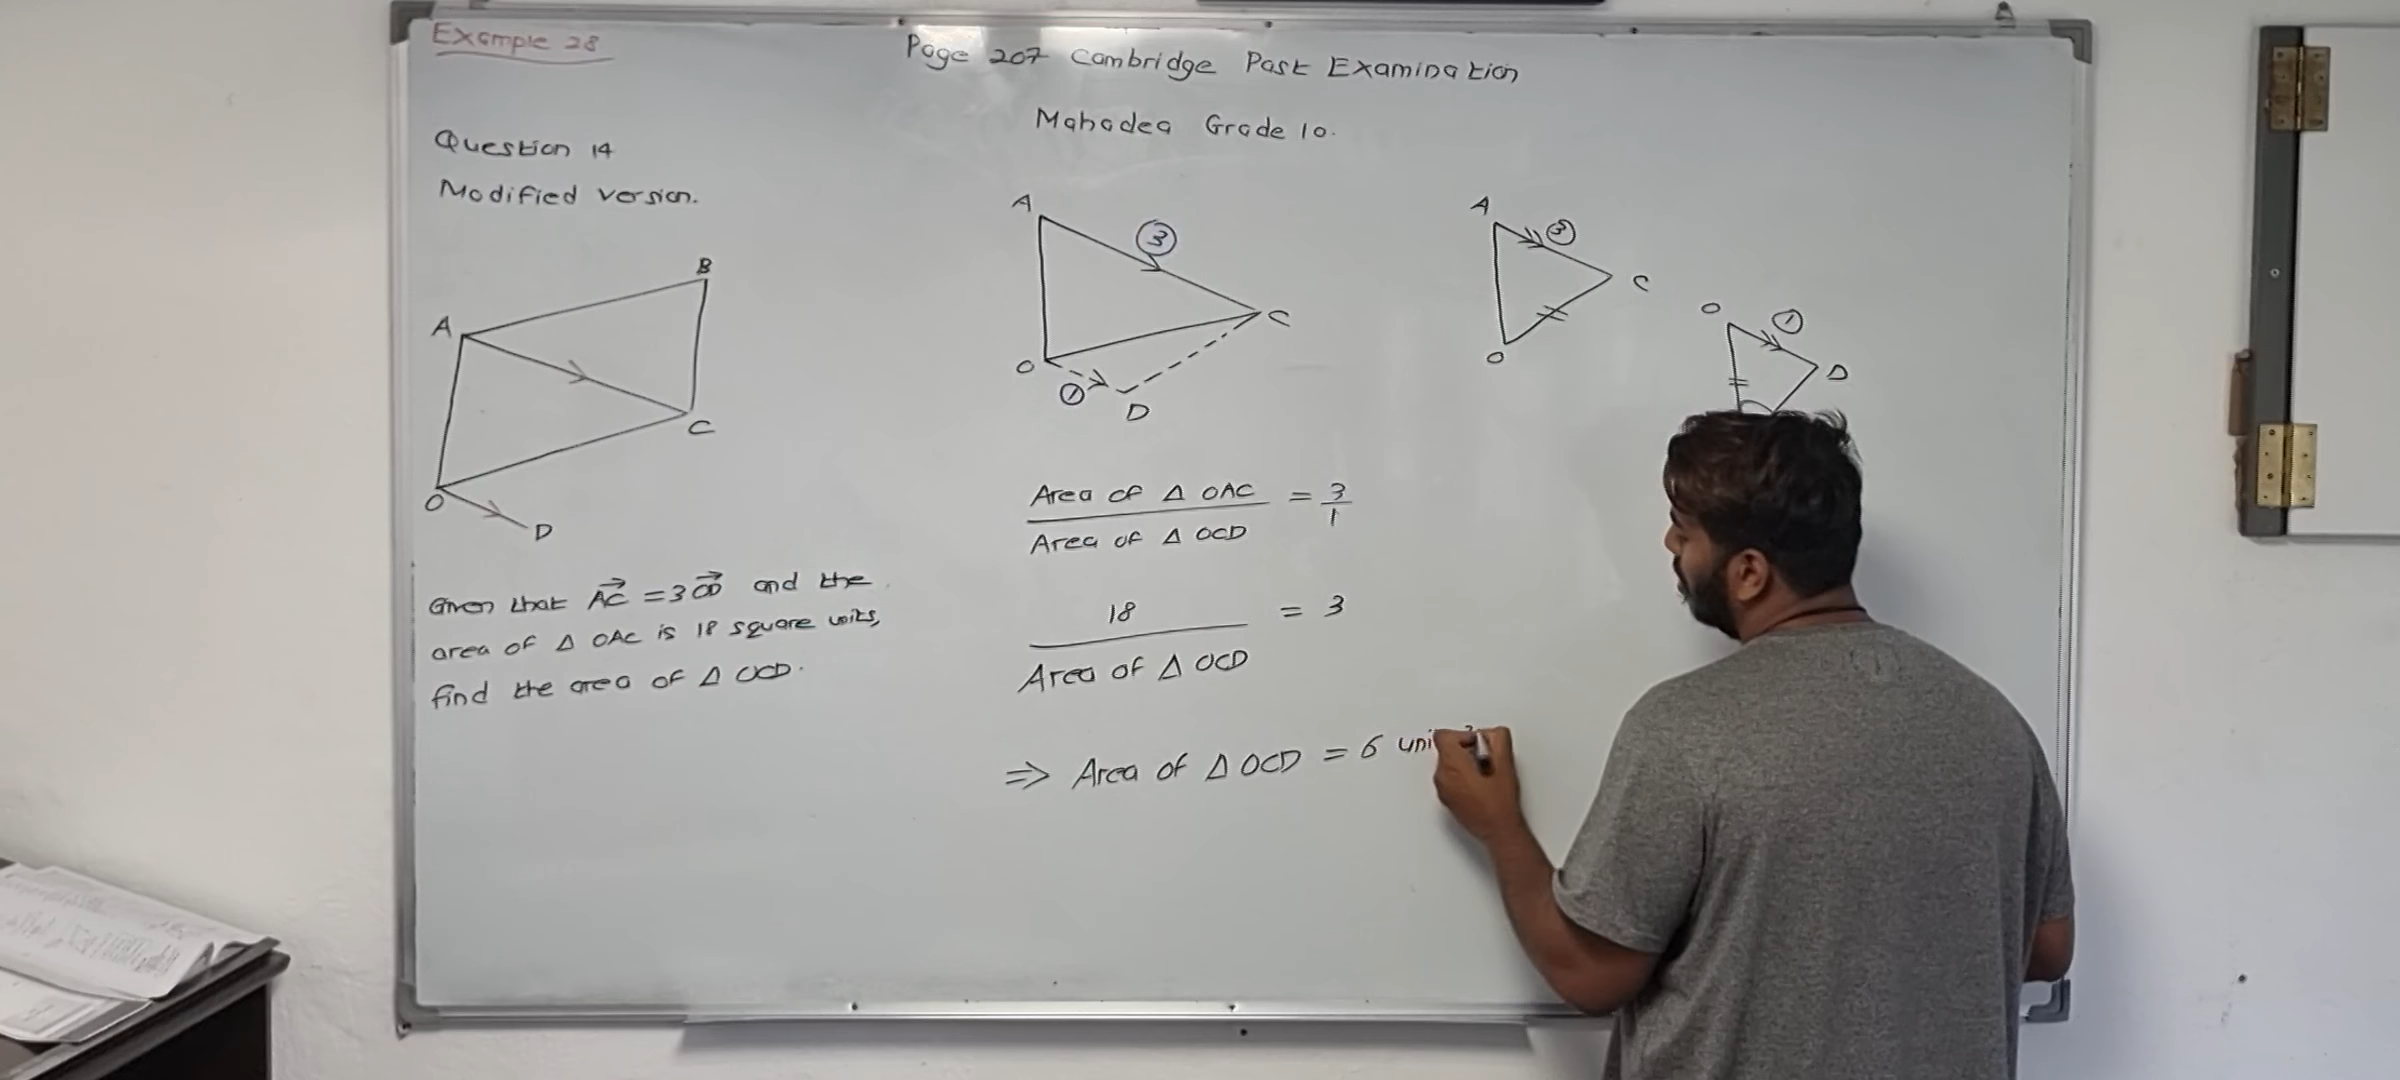 Example 28
Page 207 Cambridge Past Examination
Mahadea Grade 10.
Question 14
Modified version.
A
B
C
O
D
A
3
C
O
1
D
A
3
C
O
O
1
D
Given that AC = 3 OD and the
area of Δ OAC is 18 square units,
find the area of Δ OCD.
Area of Δ OAC = 3
Area of Δ OCD 1
18 = 3
Area of Δ OCD
⇒ Area of Δ OCD = 6